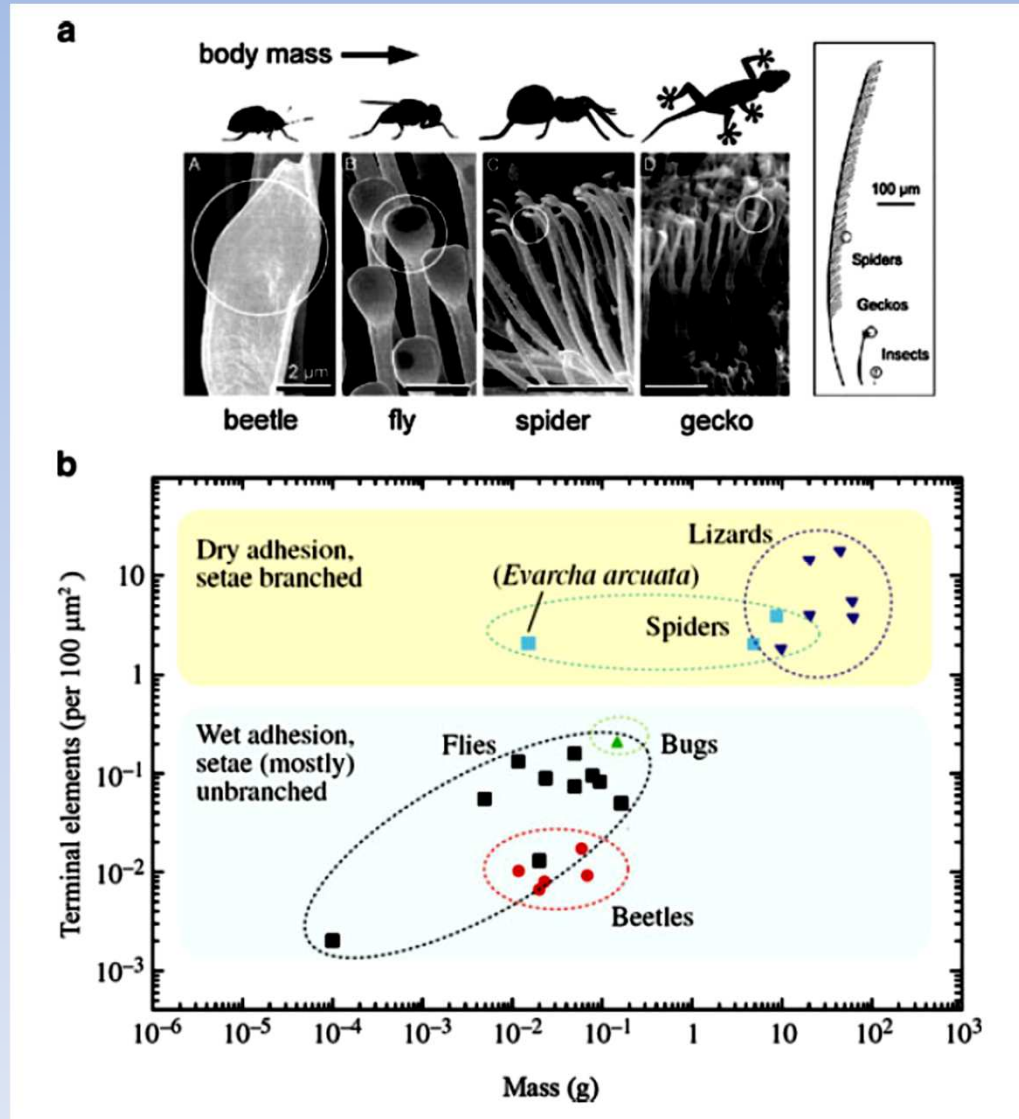 a
body mass
A
B
C
D
2 μm
beetle
fly
spider
gecko
100 μm
Spiders
Geckos
Insects
b
Terminal elements (per 100 μm²)
10
1
10⁻¹
10⁻²
10⁻³
Dry adhesion,
setae branched
(Evarcha arcuata)
Lizards
Spiders
Wet adhesion,
setae (mostly)
unbranched
Flies
Bugs
Beetles
10⁻⁶ 10⁻⁵ 10⁻⁴ 10⁻³ 10⁻² 10⁻¹ 1 10 10² 10³
Mass (g)